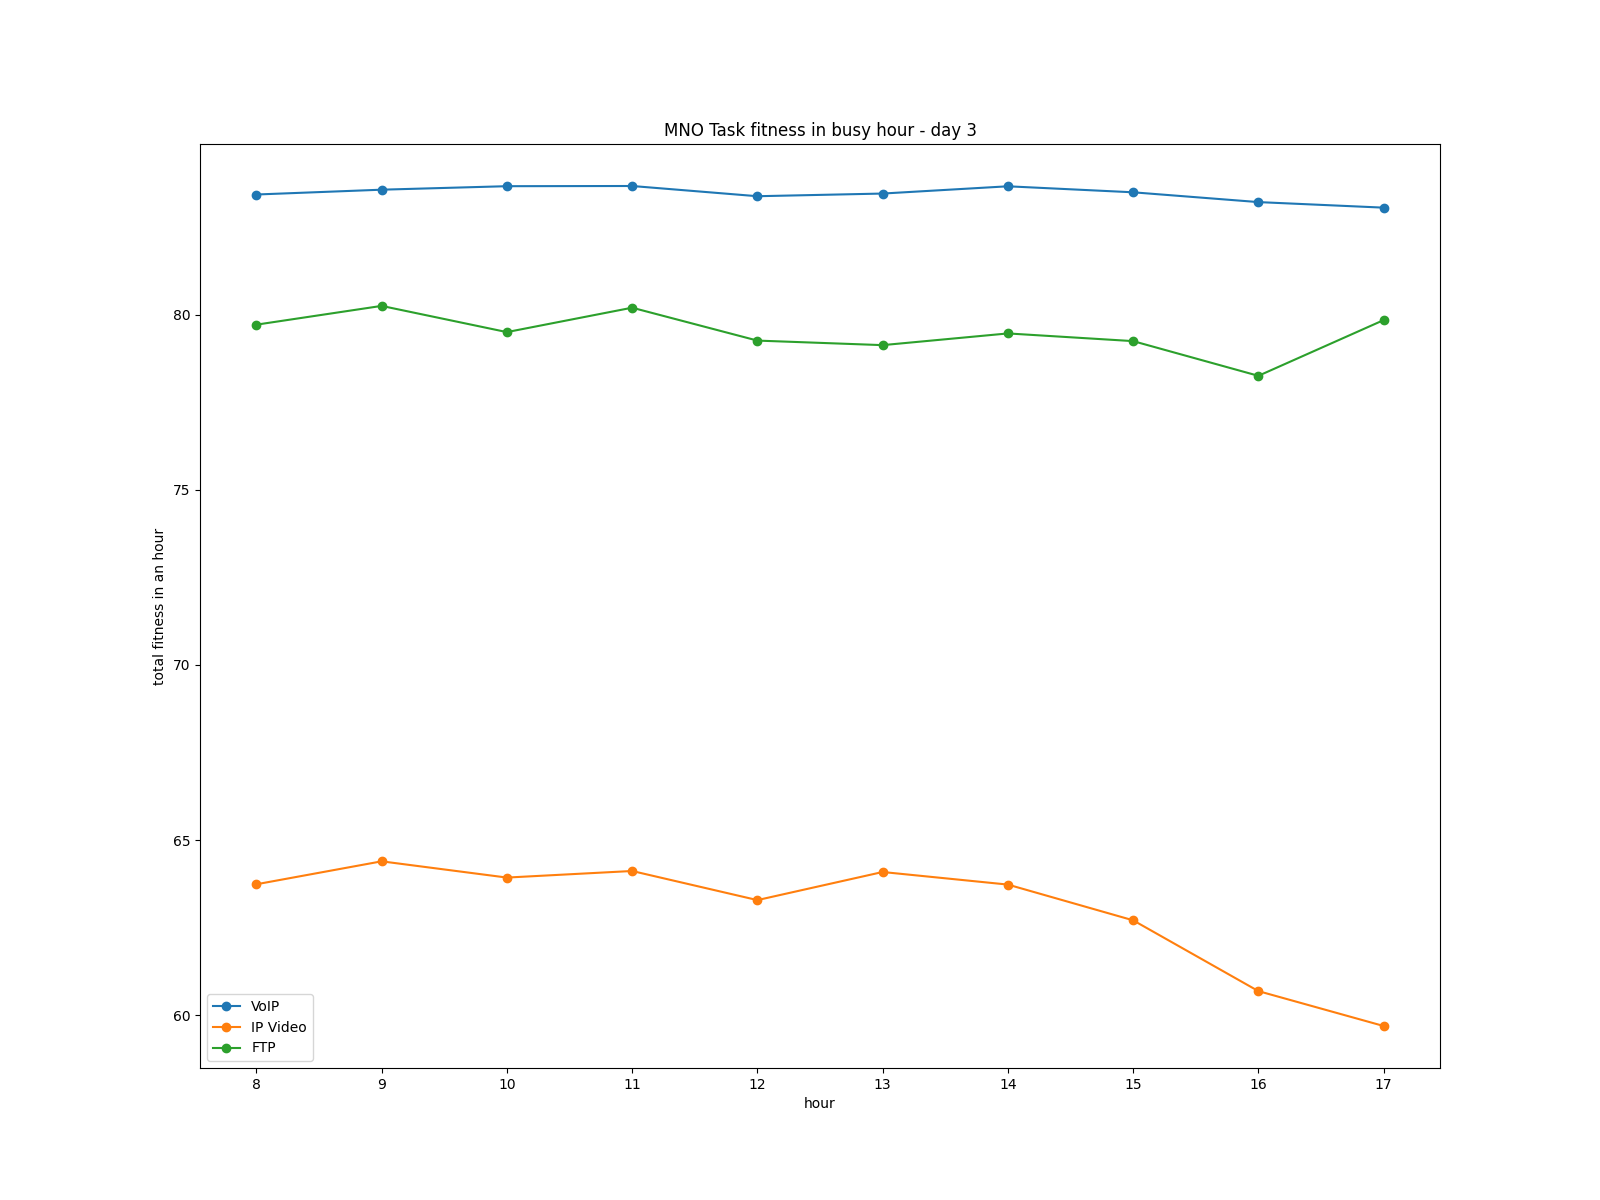 MNO Task fitness in busy hour - day 3
total fitness in an hour
80
75
70
65
60
VoIP
IP Video
FTP
8 9 10 11 12 13 14 15 16 17
hour